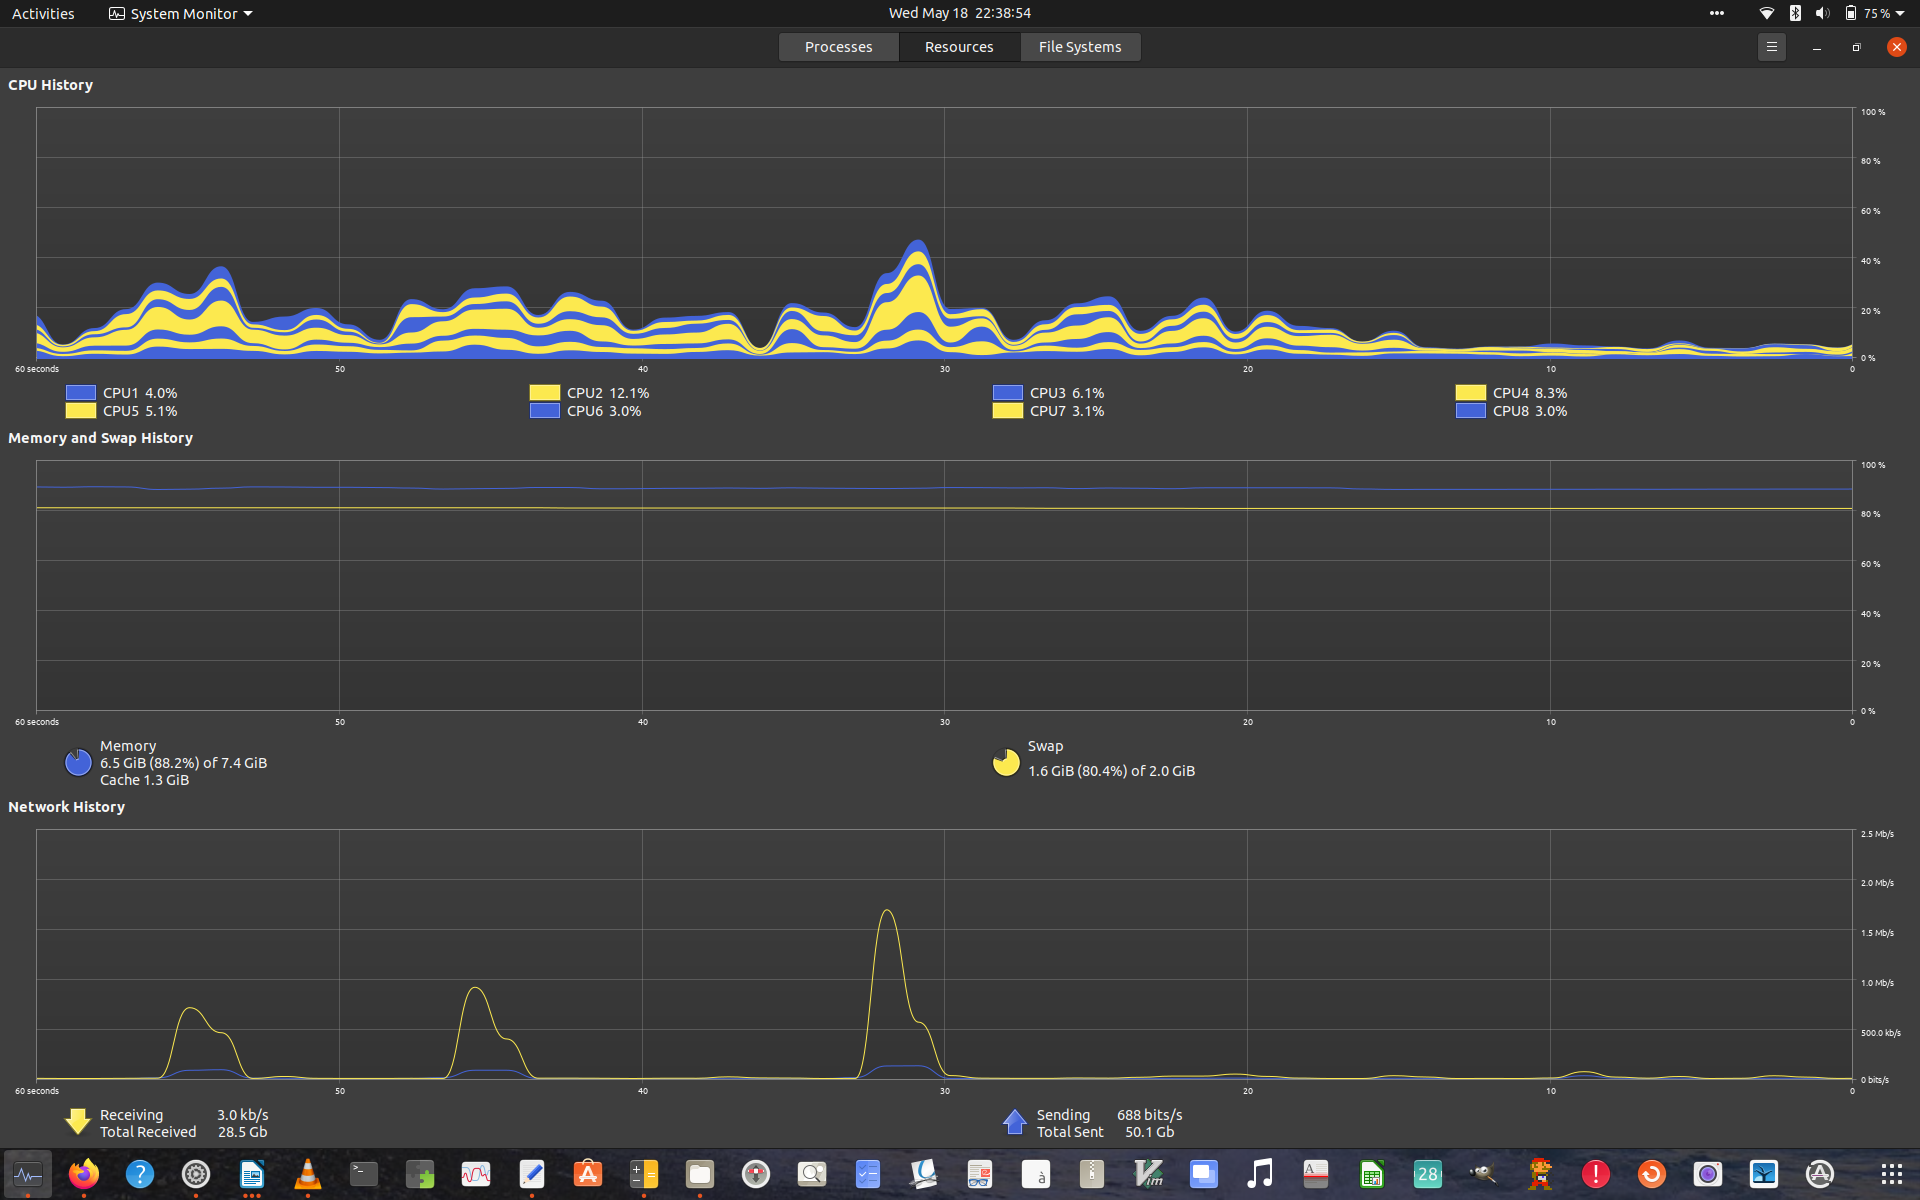 Activities System Monitor Wed May 18 22:38:54 75 %
Processes Resources File Systems
CPU History
100 %
80 %
60 %
40 %
20 %
0 %
60 seconds 50 40 30 20 10 0
CPU1 4.0% CPU2 12.1% CPU3 6.1% CPU4 8.3%
CPU5 5.1% CPU6 3.0% CPU7 3.1% CPU8 3.0%
Memory and Swap History
100 %
80 %
60 %
40 %
20 %
0 %
60 seconds 50 40 30 20 10 0
Memory
6.5 GiB (88.2%) of 7.4 GiB
Cache 1.3 GiB
Swap
1.6 GiB (80.4%) of 2.0 GiB
Network History
2.5 Mb/s
2.0 Mb/s
1.5 Mb/s
1.0 Mb/s
500.0 kb/s
0 bits/s
60 seconds 50 40 30 20 10 0
Receiving 3.0 kb/s
Total Received 28.5 Gb
Sending 688 bits/s
Total Sent 50.1 Gb
? >_ à Vim A 28 !